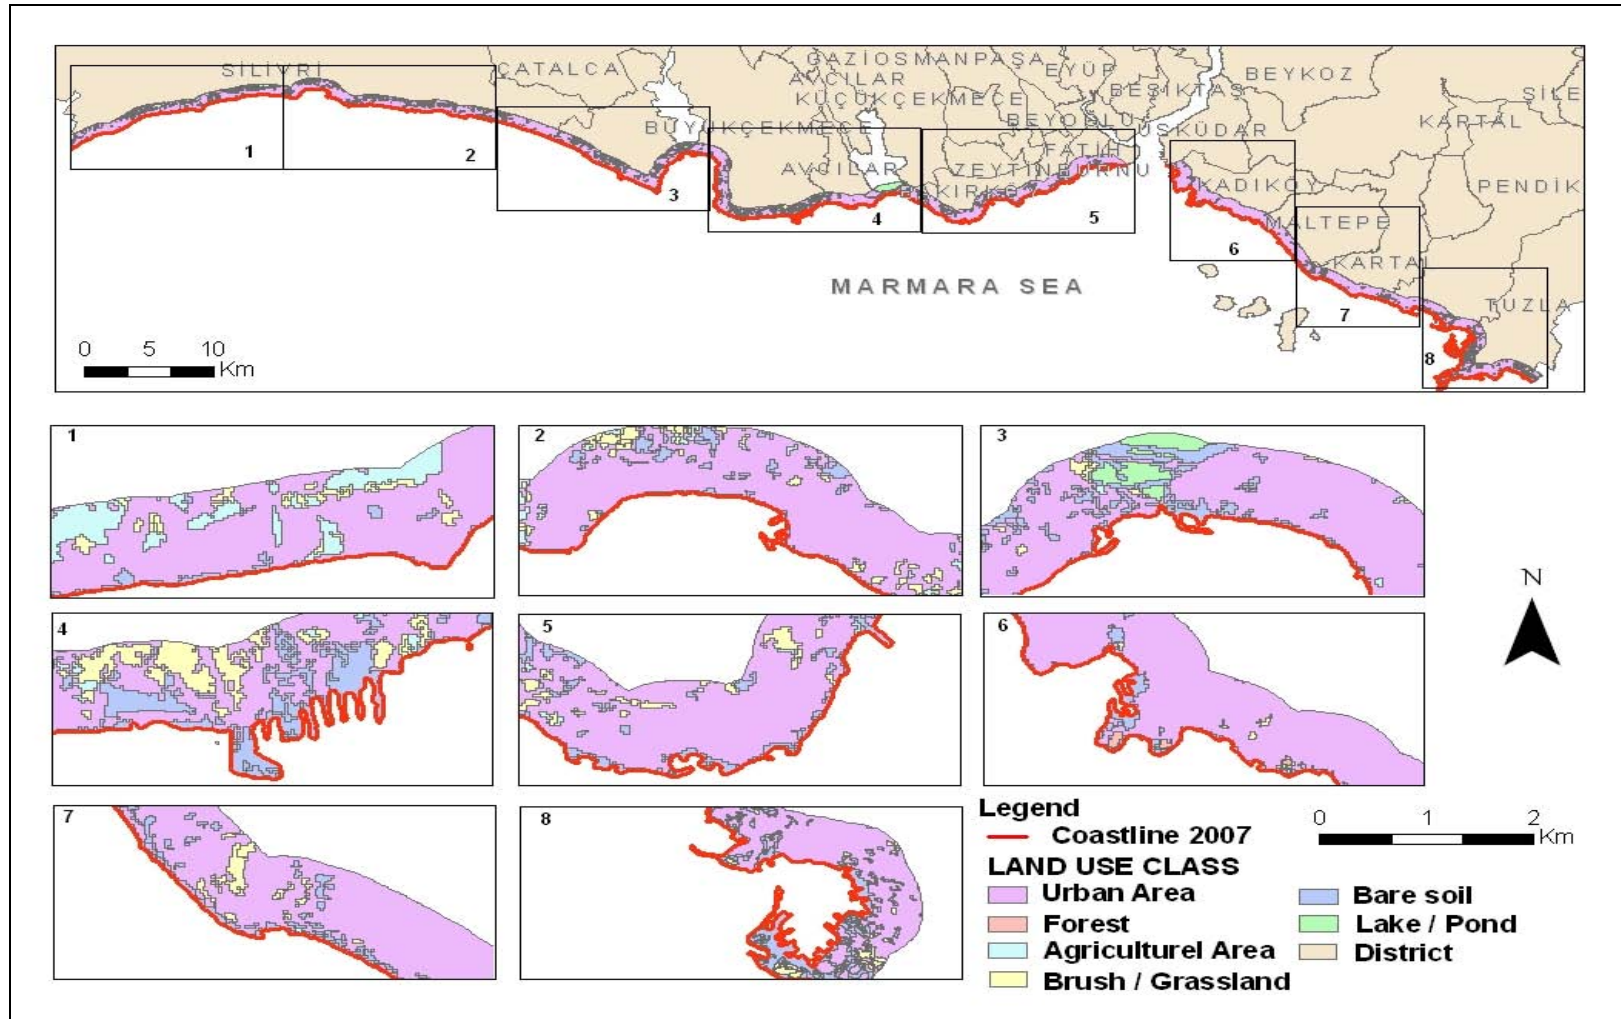 GAZİOSMANPAŞA
SİLİVRİ
ÇATALCA
EYÜP
BEYKOZ
AVCILAR
BEŞİKTAŞ
ŞİLE
KÜÇÜKÇEKMECE
BEYOĞLU
KARTAL
BÜYÜKÇEKMECE
ÜSKÜDAR
FATİH
AVCILAR
ZEYTİNBURNU
BAKIRKÖY
KADIKÖY
PENDİK
1
2
3
4
5
6
MALTEPE
KARTAL
MARMARA SEA
7
TUZLA
8
0 5 10
Km
1
2
3
N
4
5
6
7
8
Legend
Coastline 2007
0 1 2
Km
LAND USE CLASS
Urban Area
Bare soil
Forest
Lake / Pond
Agriculturel Area
District
Brush / Grassland